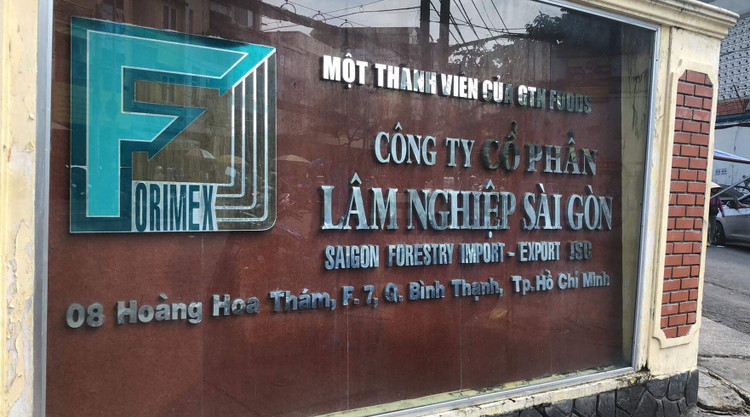 FORIMEX
MỘT THÀNH VIÊN CỦA GTN FOODS
CÔNG TY CỔ PHẦN
LÂM NGHIỆP SÀI GÒN
SAIGON FORESTRY IMPORT - EXPORT JSC
08 Hoàng Hoa Thám, F. 7, Q. Bình Thạnh, Tp. Hồ Chí Minh